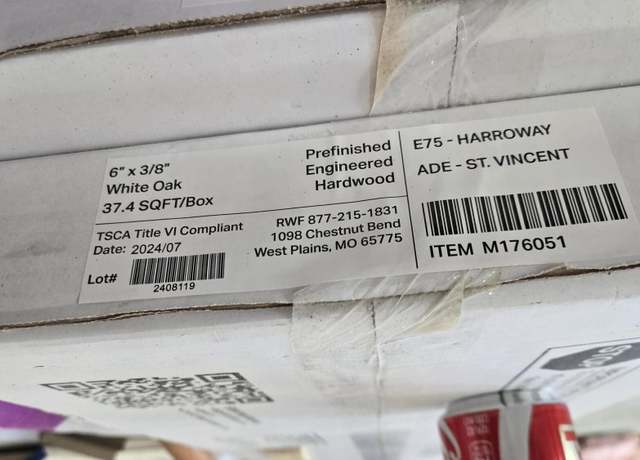 6" x 3/8"
White Oak
37.4 SQFT/Box
Prefinished
Engineered
Hardwood
TSCA Title VI Compliant
Date: 2024/07
Lot#
2408119
RWF 877-215-1831
1098 Chestnut Bend
West Plains, MO 65775
E75 - HARROWAY
ADE - ST. VINCENT
ITEM M176051